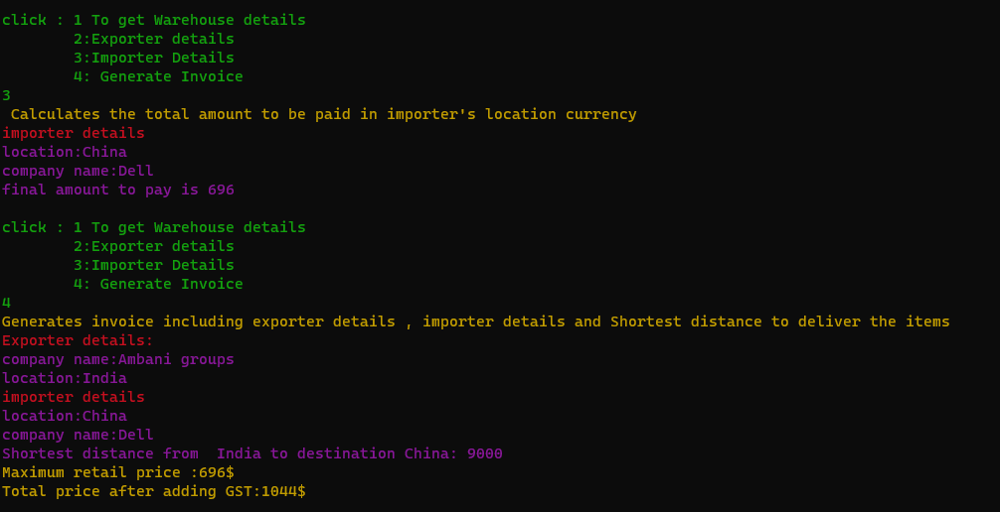 click : 1 To get Warehouse details
2:Exporter details
3:Importer Details
4: Generate Invoice
3
Calculates the total amount to be paid in importer's location currency
importer details
location:China
company name:Dell
final amount to pay is 696
click : 1 To get Warehouse details
2:Exporter details
3:Importer Details
4: Generate Invoice
4
Generates invoice including exporter details , importer details and Shortest distance to deliver the items
Exporter details:
company name:Ambani groups
location:India
importer details
location:China
company name:Dell
Shortest distance from  India to destination China: 9000
Maximum retail price :696$
Total price after adding GST:1044$